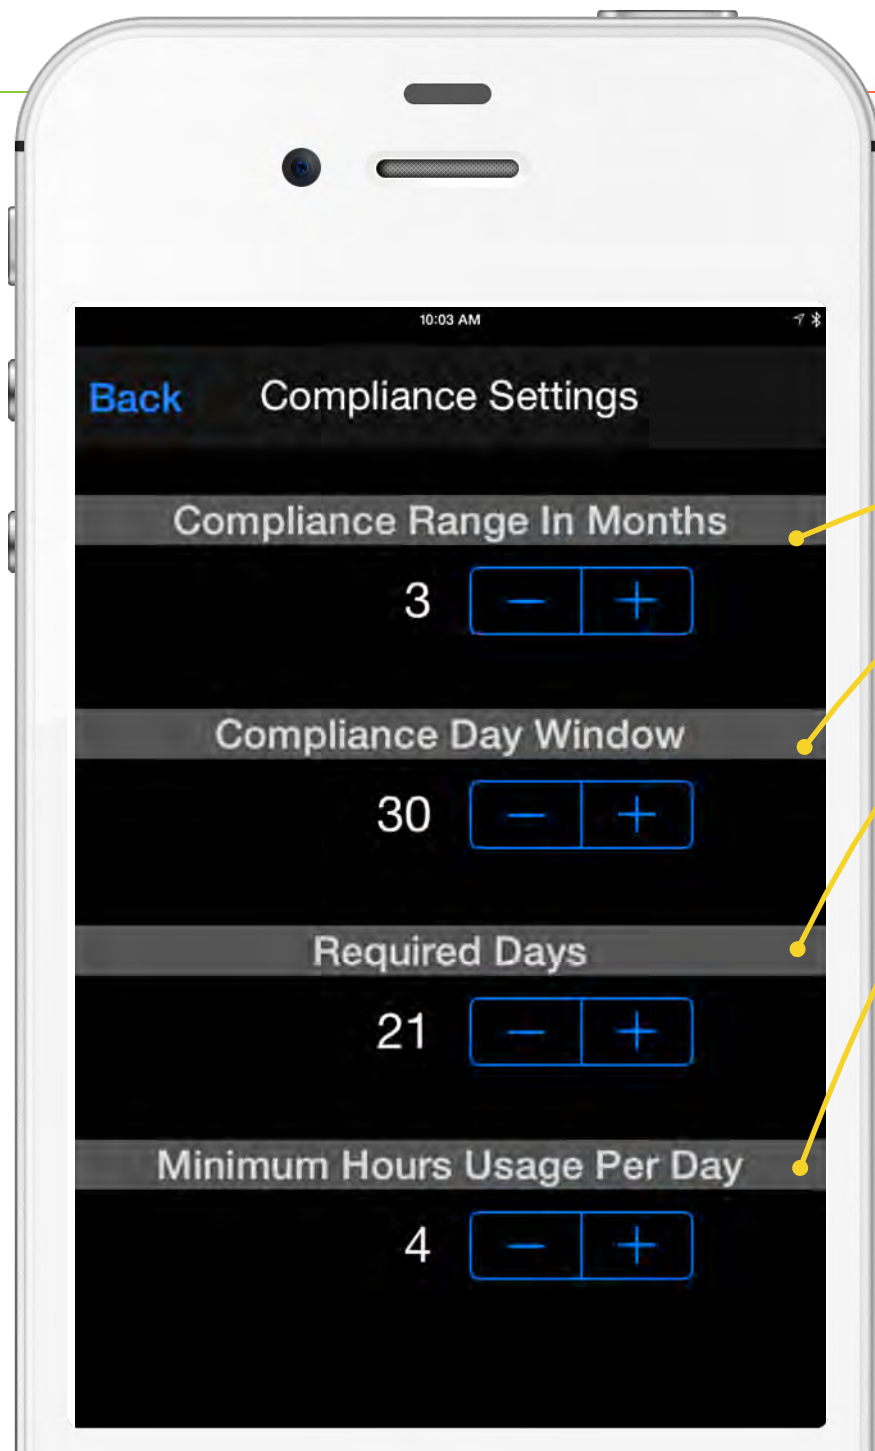 10:03 AM
Back Compliance Settings
Compliance Range In Months
3 − +
Compliance Day Window
30 − +
Required Days
21 − +
Minimum Hours Usage Per Day
4 − +